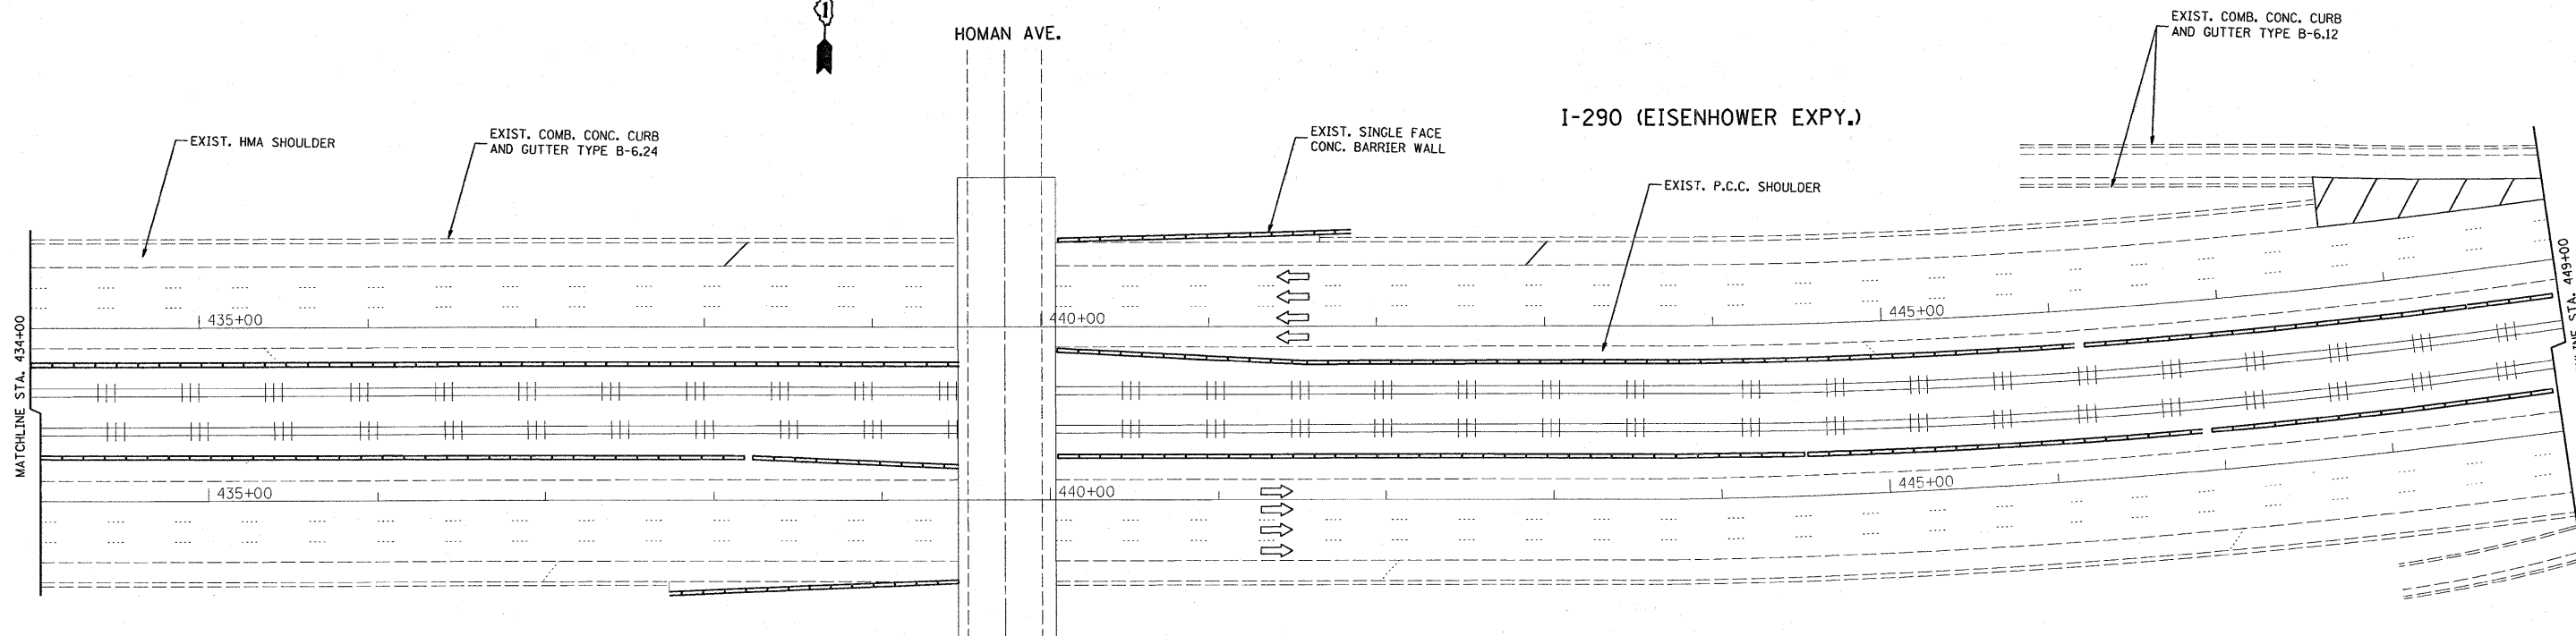 1
HOMAN AVE.
EXIST. COMB. CONC. CURB
AND GUTTER TYPE B-6.12
I-290 (EISENHOWER EXPY.)
EXIST. HMA SHOULDER
EXIST. COMB. CONC. CURB
AND GUTTER TYPE B-6.24
EXIST. SINGLE FACE
CONC. BARRIER WALL
EXIST. P.C.C. SHOULDER
435+00
440+00
445+00
MATCHLINE STA. 434+00
STA. 449+00
435+00
440+00
445+00